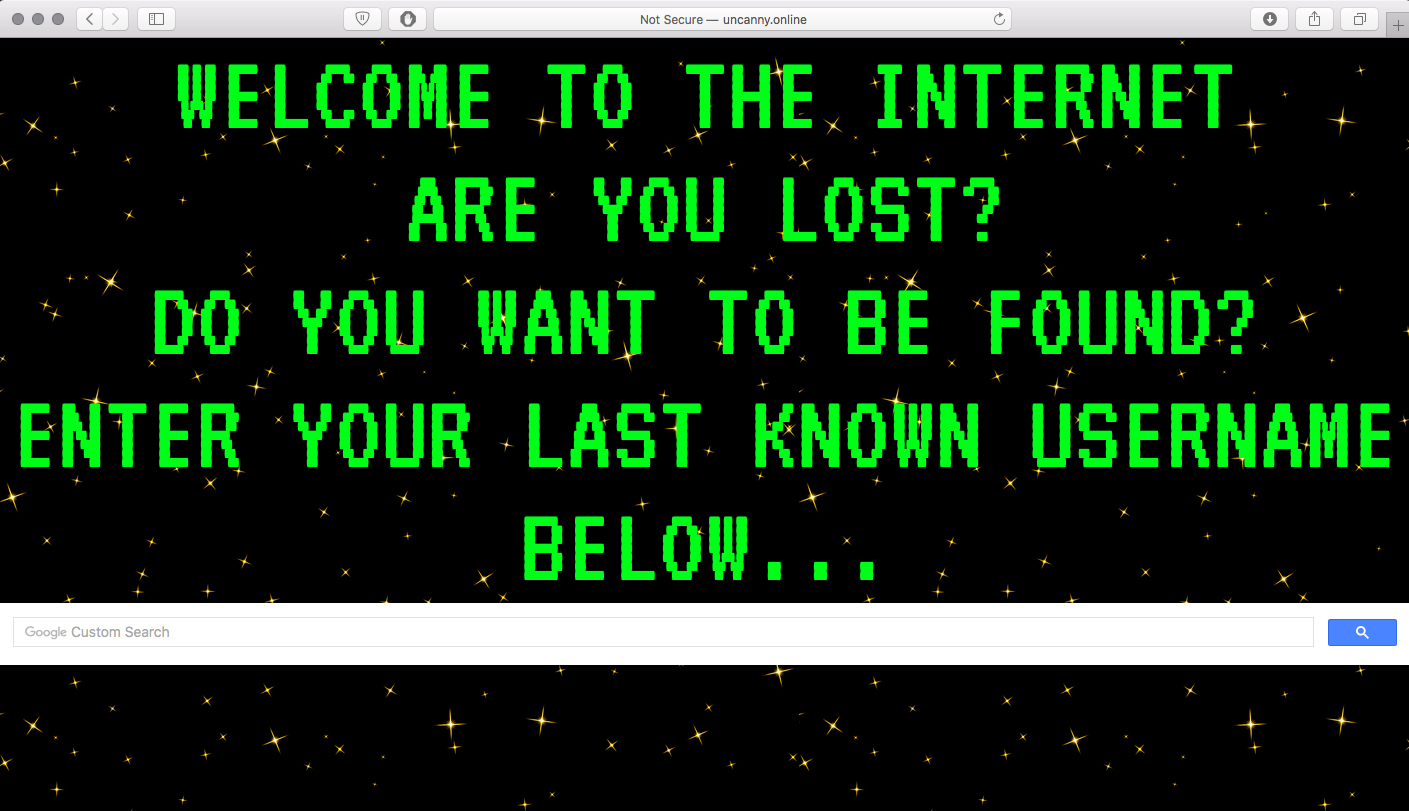 Not Secure — uncanny.online
WELCOME TO THE INTERNET
ARE YOU LOST?
DO YOU WANT TO BE FOUND?
ENTER YOUR LAST KNOWN USERNAME
BELOW...
Google Custom Search